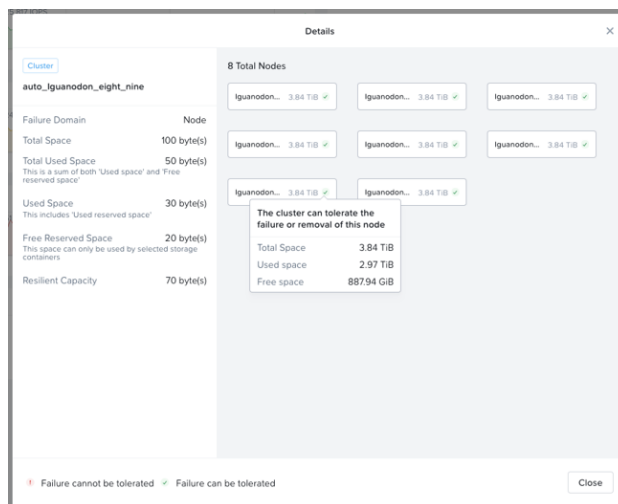 Details
Cluster
auto_Iguanodon_eight_nine
Failure Domain Node
Total Space 100 byte(s)
Total Used Space 50 byte(s)
This is a sum of both 'Used space' and 'Free
reserved space'
Used Space 30 byte(s)
This includes 'Used reserved space'
Free Reserved Space 20 byte(s)
This space can only be used by selected storage
containers
Resilient Capacity 70 byte(s)
8 Total Nodes
Iguanodon... 3.84 TiB
Iguanodon... 3.84 TiB
Iguanodon... 3.84 TiB
Iguanodon... 3.84 TiB
Iguanodon... 3.84 TiB
Iguanodon... 3.84 TiB
Iguanodon... 3.84 TiB
Iguanodon... 3.84 TiB
The cluster can tolerate the
failure or removal of this node
Total Space 3.84 TiB
Used space 2.97 TiB
Free space 887.94 GiB
Failure cannot be tolerated Failure can be tolerated
Close